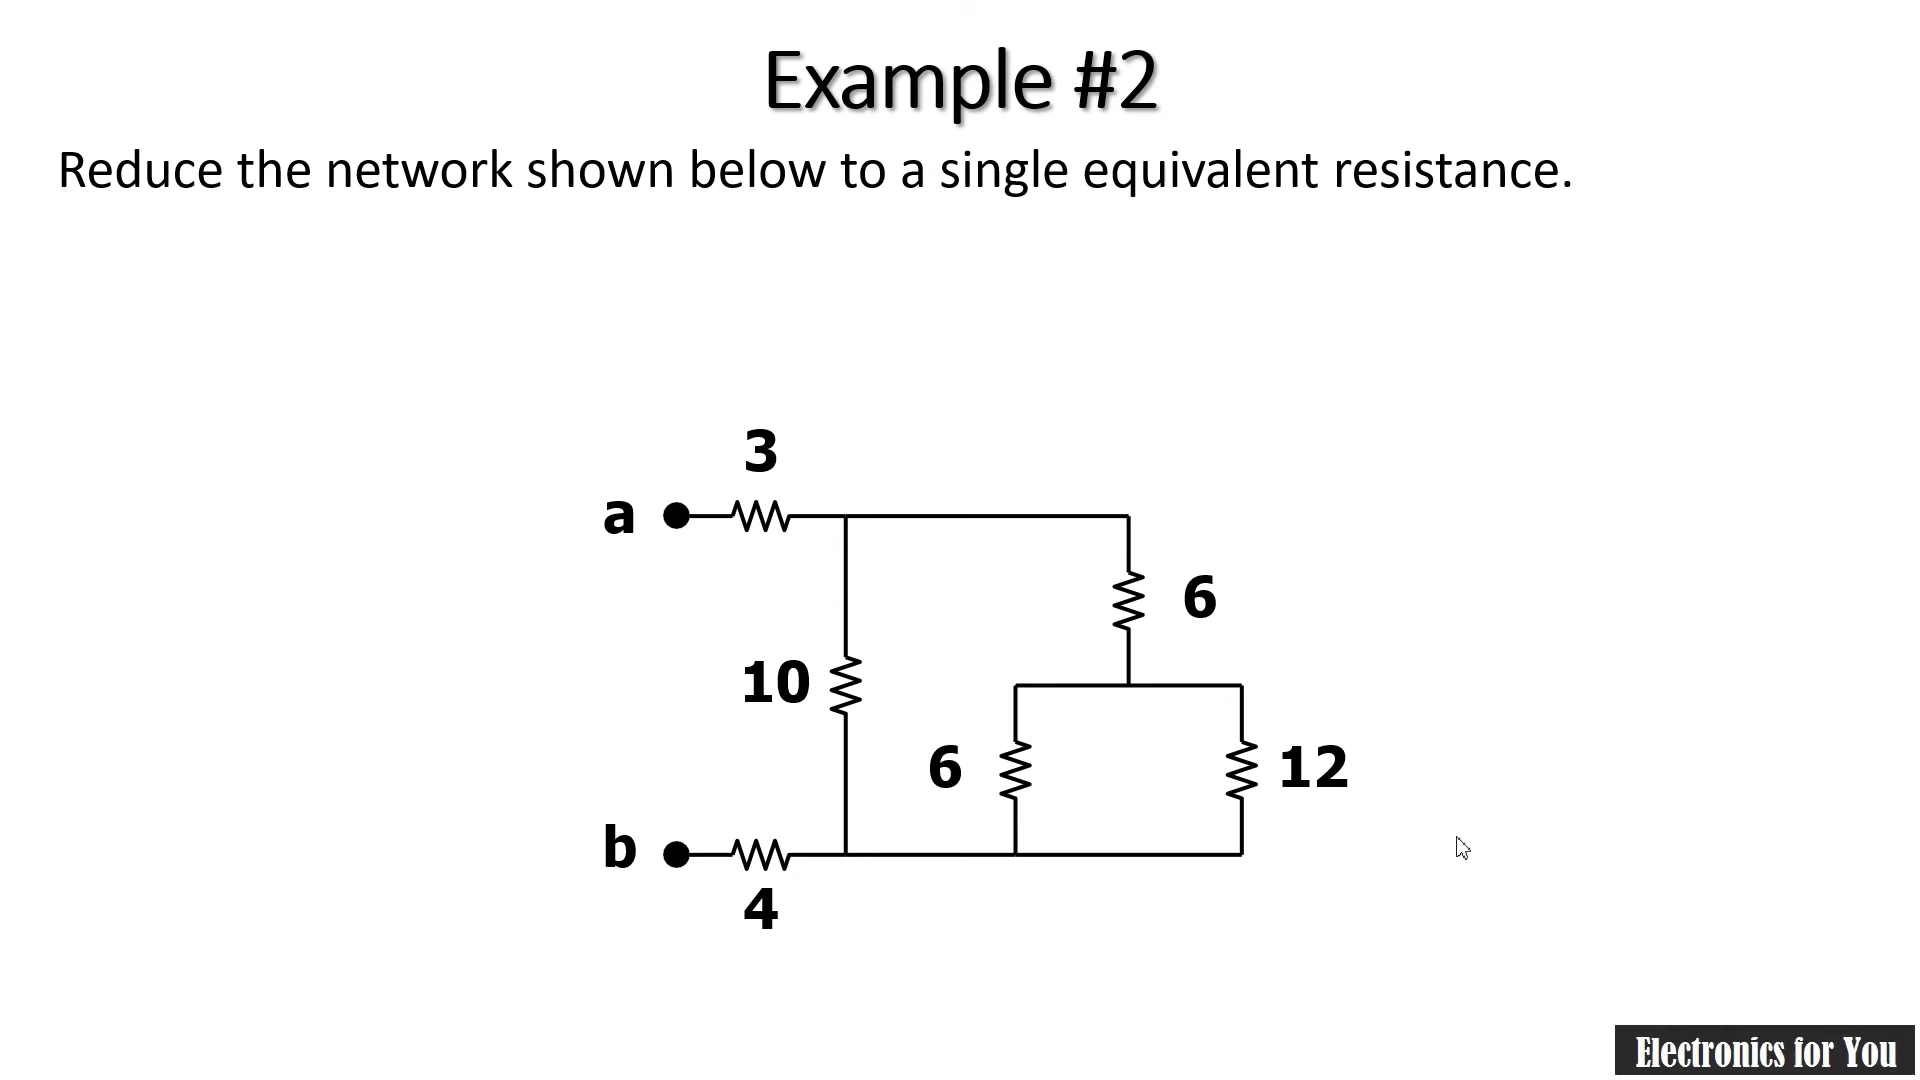 Example #2
Reduce the network shown below to a single equivalent resistance.
3
a
6
10
6
12
b
4
Electronics for You